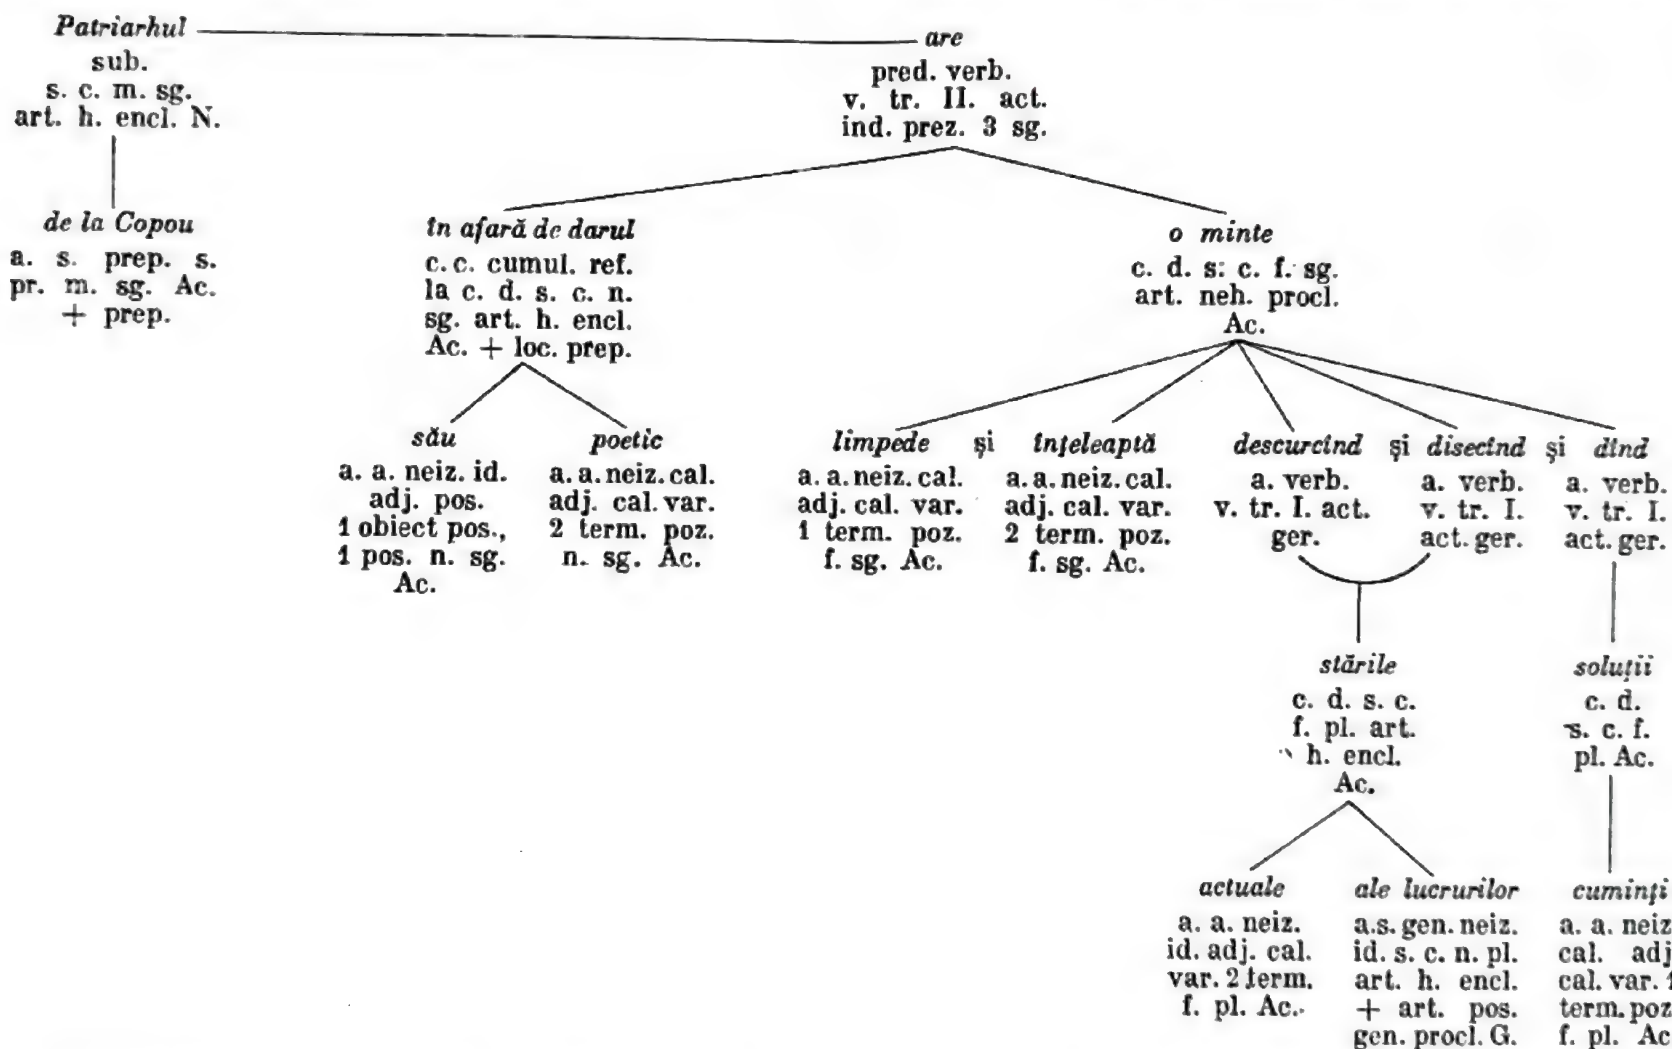 Patriarhul
sub.
s. c. m. sg.
art. h. encl. N.
are
pred. verb.
v. tr. II. act.
ind. prez. 3 sg.
de la Copou
a. s. prep. s.
pr. m. sg. Ac.
+ prep.
în afară de darul
c. c. cumul. ref.
la c. d. s. c. n.
sg. art. h. encl.
Ac. + loc. prep.
o minte
c. d. s. c. f. sg.
art. neh. procl.
Ac.
său
a. a. neiz. id.
adj. pos.
1 obiect pos.,
1 pos. n. sg.
Ac.
poetic
a. a. neiz. cal.
adj. cal. var.
2 term. poz.
n. sg. Ac.
limpede
a. a. neiz. cal.
adj. cal. var.
1 term. poz.
f. sg. Ac.
și
înțeleaptă
a. a. neiz. cal.
adj. cal. var.
2 term. poz.
f. sg. Ac.
descurcînd
a. verb.
v. tr. I. act.
ger.
și
disecînd
a. verb.
v. tr. I.
act. ger.
și
dînd
a. verb.
v. tr. I.
act. ger.
stările
c. d. s. c.
f. pl. art.
h. encl.
Ac.
soluții
c. d.
s. c. f.
pl. Ac.
actuale
a. a. neiz.
id. adj. cal.
var. 2 term.
f. pl. Ac.
ale lucrurilor
a. s. gen. neiz.
id. s. c. n. pl.
art. h. encl.
+ art. pos.
gen. procl. G.
cuminți
a. a. neiz
cal. adj
cal. var. 1
term. poz
f. pl. Ac